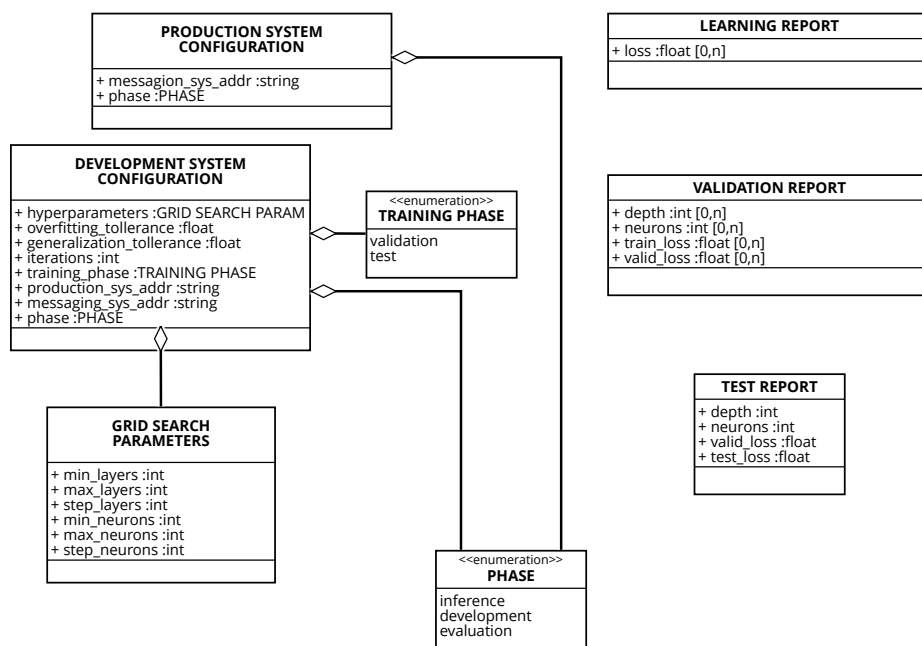 PRODUCTION SYSTEM
CONFIGURATION
+ messagion_sys_addr :string
+ phase :PHASE
LEARNING REPORT
+ loss :float [0,n]
DEVELOPMENT SYSTEM
CONFIGURATION
+ hyperparameters :GRID SEARCH PARAM
+ overfitting_tollerance :float
+ generalization_tollerance :float
+ iterations :int
+ training_phase :TRAINING PHASE
+ production_sys_addr :string
+ messaging_sys_addr :string
+ phase :PHASE
<<enumeration>>
TRAINING PHASE
validation
test
VALIDATION REPORT
+ depth :int [0,n]
+ neurons :int [0,n]
+ train_loss :float [0,n]
+ valid_loss :float [0,n]
TEST REPORT
+ depth :int
+ neurons :int
+ valid_loss :float
+ test_loss :float
GRID SEARCH
PARAMETERS
+ min_layers :int
+ max_layers :int
+ step_layers :int
+ min_neurons :int
+ max_neurons :int
+ step_neurons :int
<<enumeration>>
PHASE
inference
development
evaluation